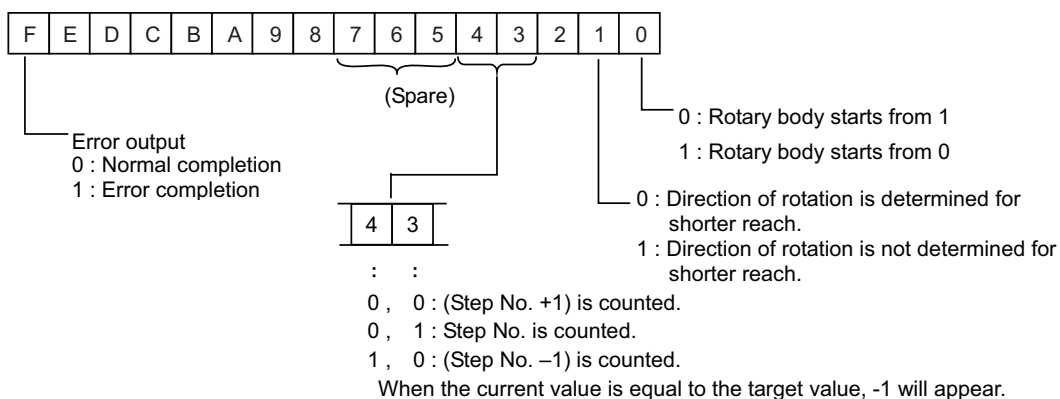 F E D C B A 9 8 7 6 5 4 3 2 1 0
(Spare)
Error output
0 : Normal completion
1 : Error completion
0 : Rotary body starts from 1
1 : Rotary body starts from 0
0 : Direction of rotation is determined for
shorter reach.
1 : Direction of rotation is not determined for
shorter reach.
4 3
: :
0 , 0 : (Step No. +1) is counted.
0 , 1 : Step No. is counted.
1 , 0 : (Step No. –1) is counted.
When the current value is equal to the target value, -1 will appear.